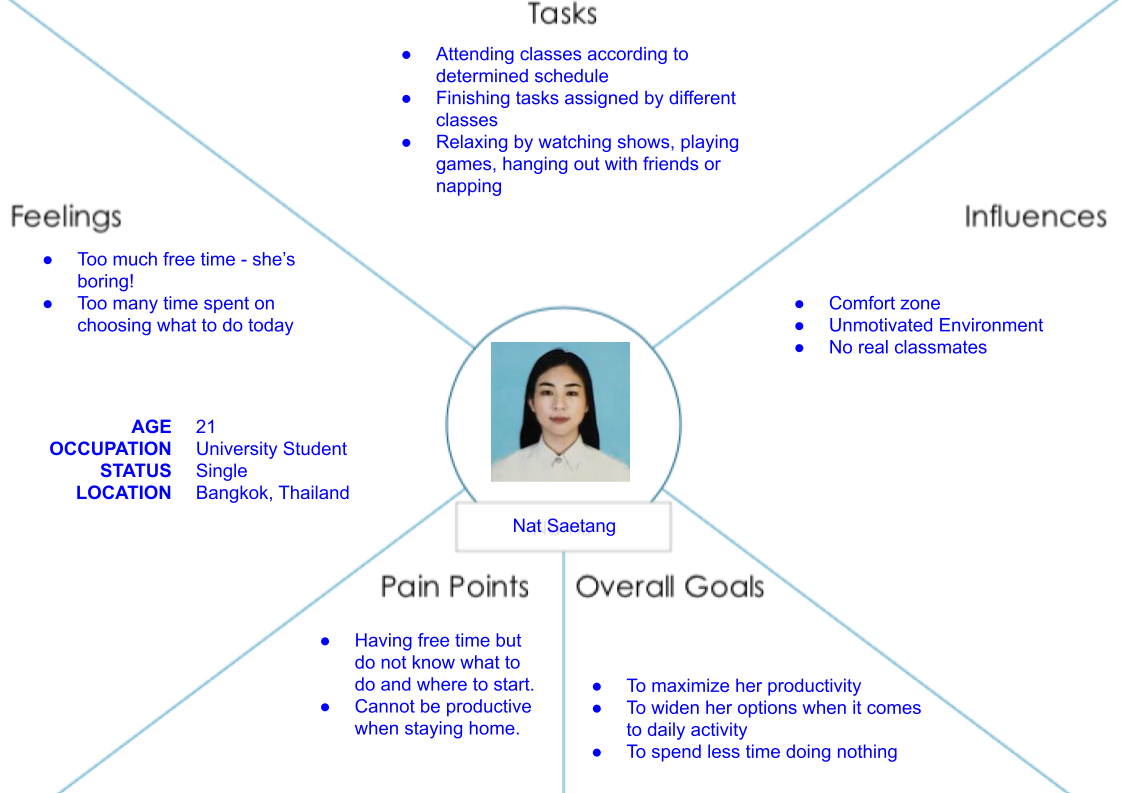 Tasks
● Attending classes according to
determined schedule
● Finishing tasks assigned by different
classes
● Relaxing by watching shows, playing
games, hanging out with friends or
napping
Feelings
● Too much free time - she's
boring!
● Too many time spent on
choosing what to do today
Influences
● Comfort zone
● Unmotivated Environment
● No real classmates
AGE 21
OCCUPATION University Student
STATUS Single
LOCATION Bangkok, Thailand
Nat Saetang
Pain Points
● Having free time but
do not know what to
do and where to start.
● Cannot be productive
when staying home.
Overall Goals
● To maximize her productivity
● To widen her options when it comes
to daily activity
● To spend less time doing nothing